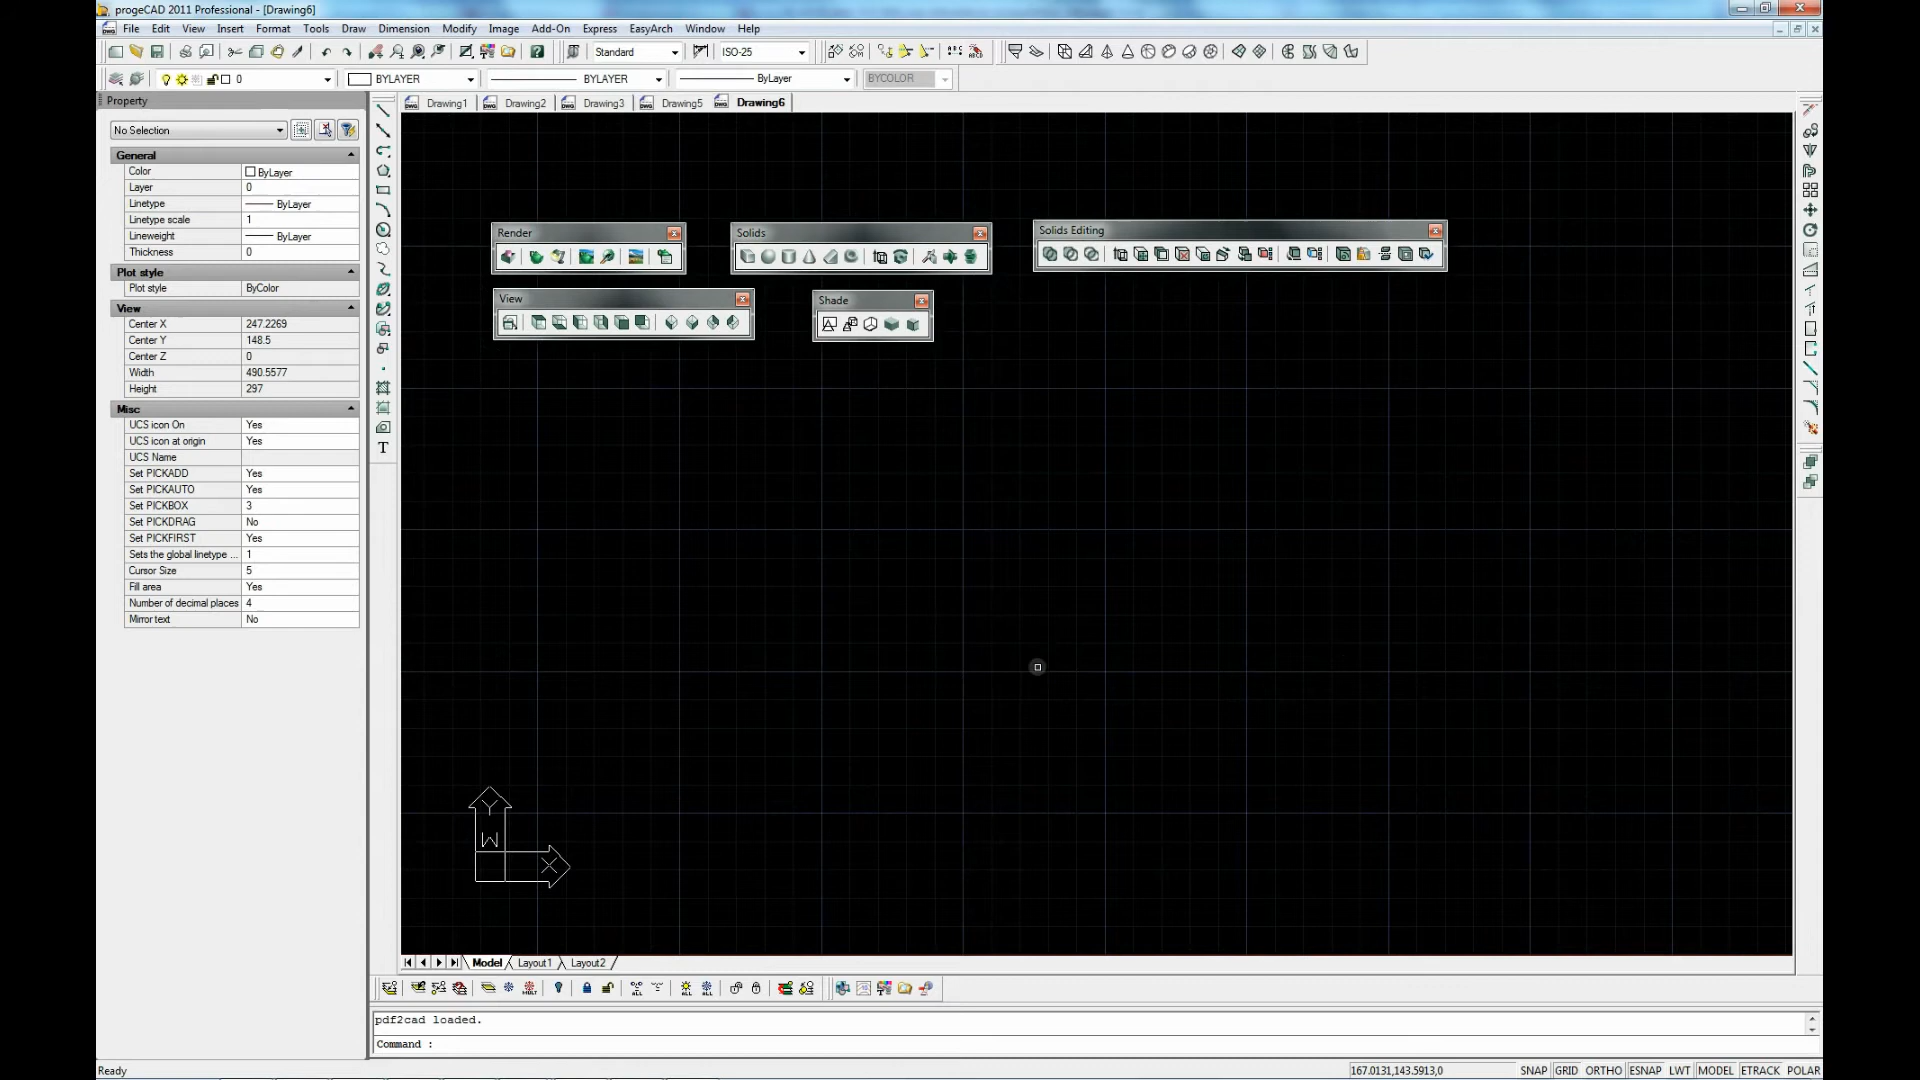 progeCAD 2011 Professional - [Drawing6]
File Edit View Insert Format Tools Draw Dimension Modify Image Add-On Express EasyArch Window Help
Standard ISO-25
0 BYLAYER BYLAYER ByLayer BYCOLOR
Property
Drawing1 Drawing2 Drawing3 Drawing5 Drawing6
No Selection
General
Color ByLayer
Layer 0
Linetype ByLayer
Linetype scale 1
Lineweight ByLayer
Thickness 0
Plot style
Plot style ByColor
View
Center X 247.2269
Center Y 148.5
Center Z 0
Width 490.5577
Height 297
Misc
UCS icon On Yes
UCS icon at origin Yes
UCS Name
Set PICKADD Yes
Set PICKAUTO Yes
Set PICKBOX 3
Set PICKDRAG No
Set PICKFIRST Yes
Sets the global linetype ... 1
Cursor Size 5
Fill area Yes
Number of decimal places 4
Mirror text No
Render Solids Solids Editing
View Shade
T
Y
W
X
Model Layout1 Layout2
pdf2cad loaded.
Command :
Ready 167.0131,143.5913,0 SNAP GRID ORTHO ESNAP LWT MODEL ETRACK POLAR